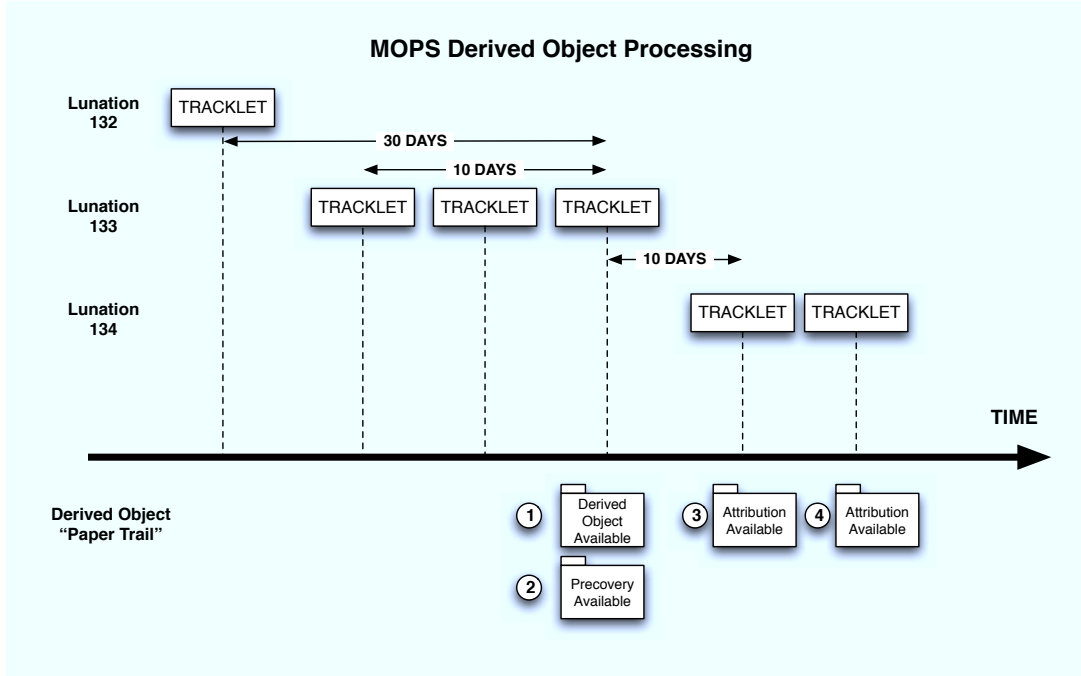 MOPS Derived Object Processing
Lunation
132
TRACKLET
30 DAYS
10 DAYS
Lunation
133
TRACKLET
TRACKLET
TRACKLET
10 DAYS
Lunation
134
TRACKLET
TRACKLET
TIME
Derived Object
“Paper Trail”
1
Derived
Object
Available
3
Attribution
Available
4
Attribution
Available
2
Precovery
Available